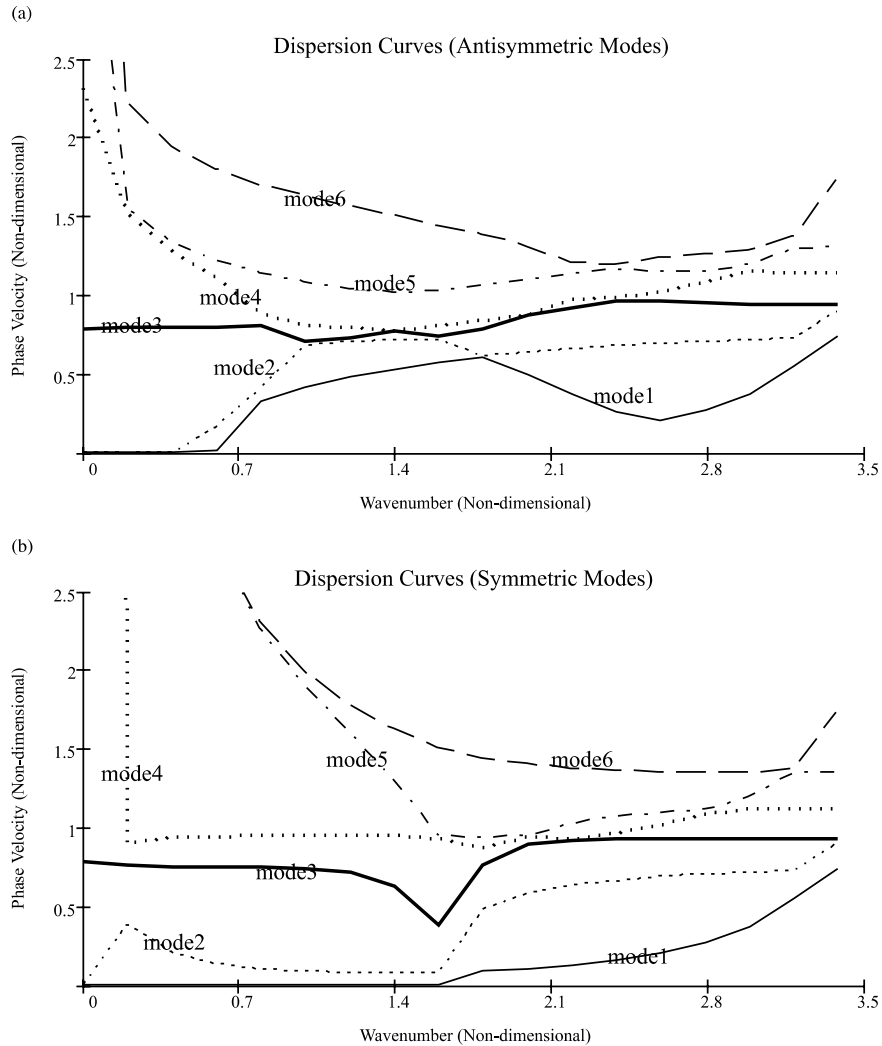 (a)
Dispersion Curves (Antisymmetric Modes)
Phase Velocity (Non-dimensional)
2.5
2
1.5
1
0.5
mode6
mode5
mode4
mode3
mode2
mode1
0 0.7 1.4 2.1 2.8 3.5
Wavenumber (Non-dimensional)
(b)
Dispersion Curves (Symmetric Modes)
Phase Velocity (Non-dimensional)
2.5
2
1.5
1
0.5
mode5
mode6
mode4
mode3
mode2
mode1
0 0.7 1.4 2.1 2.8 3.5
Wavenumber (Non-dimensional)